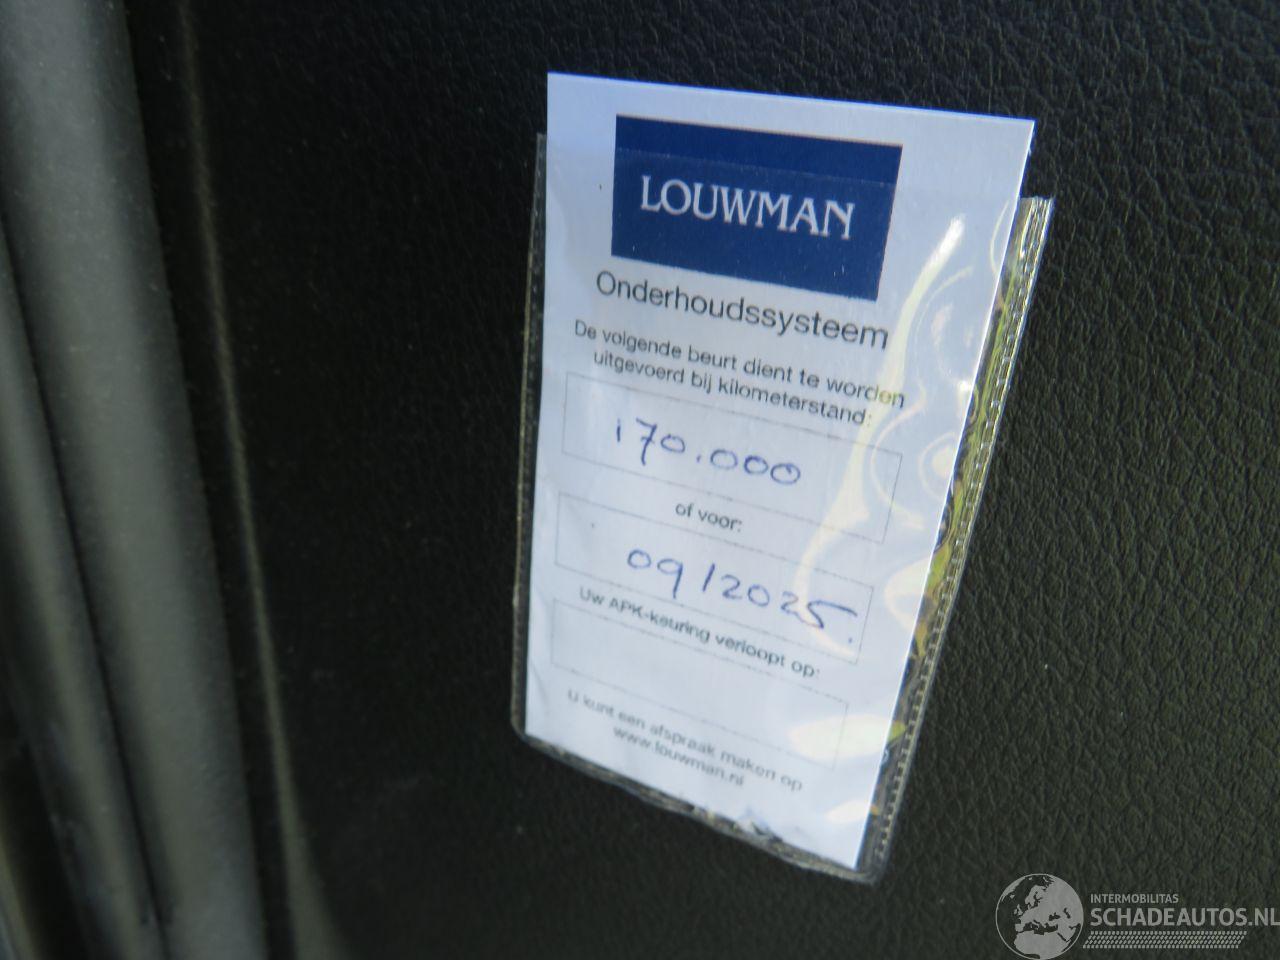 LOUWMAN
Onderhoudssysteem
De volgende beurt dient te worden
uitgevoerd bij kilometerstand:
170.000
of voor:
09/2025.
Uw APK-keuring verloopt op:
U kunt een afspraak maken op
www.louwman.nl
INTERMOBILITAS
SCHADEAUTOS.NL